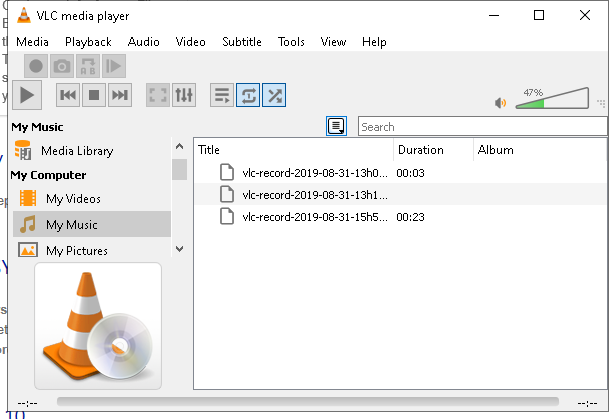 VLC media player
Media Playback Audio Video Subtitle Tools View Help
AB
47%
My Music
Search
Media Library
My Computer
My Videos
My Music
My Pictures
Title Duration Album
vlc-record-2019-08-31-13h0... 00:03
vlc-record-2019-08-31-13h1...
vlc-record-2019-08-31-15h5... 00:23
--:-- --:--
10